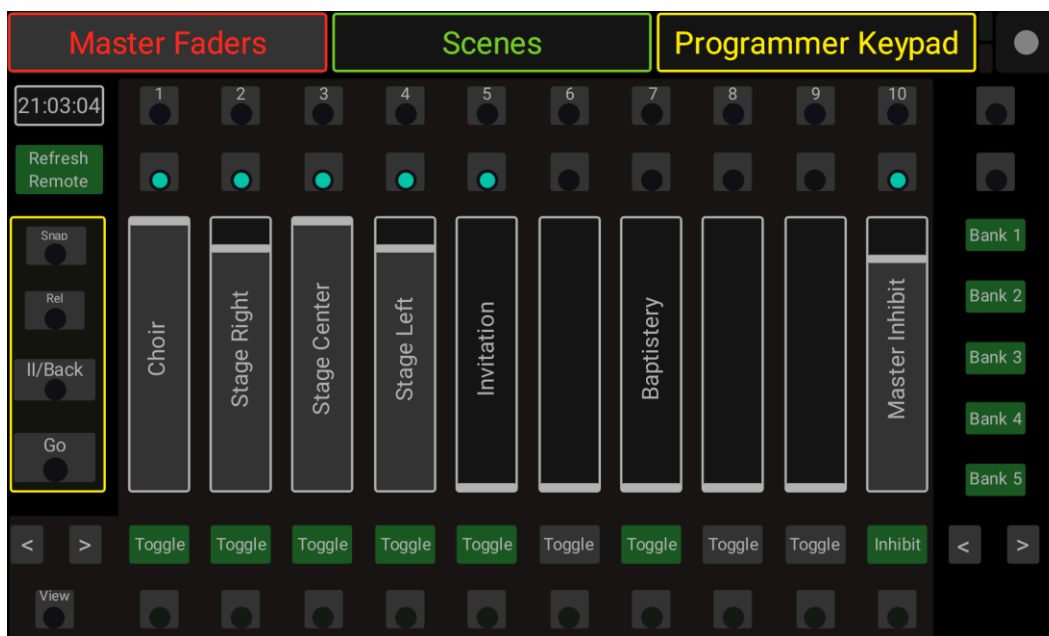 Master Faders
Scenes
Programmer Keypad
21:03:04
1 2 3 4 5 6 7 8 9 10
Refresh
Remote
Snap
Rel
II/Back
Go
Choir
Stage Right
Stage Center
Stage Left
Invitation
Baptistery
Master Inhibit
Bank 1
Bank 2
Bank 3
Bank 4
Bank 5
< > Toggle Toggle Toggle Toggle Toggle Toggle Toggle Toggle Toggle Inhibit < >
View